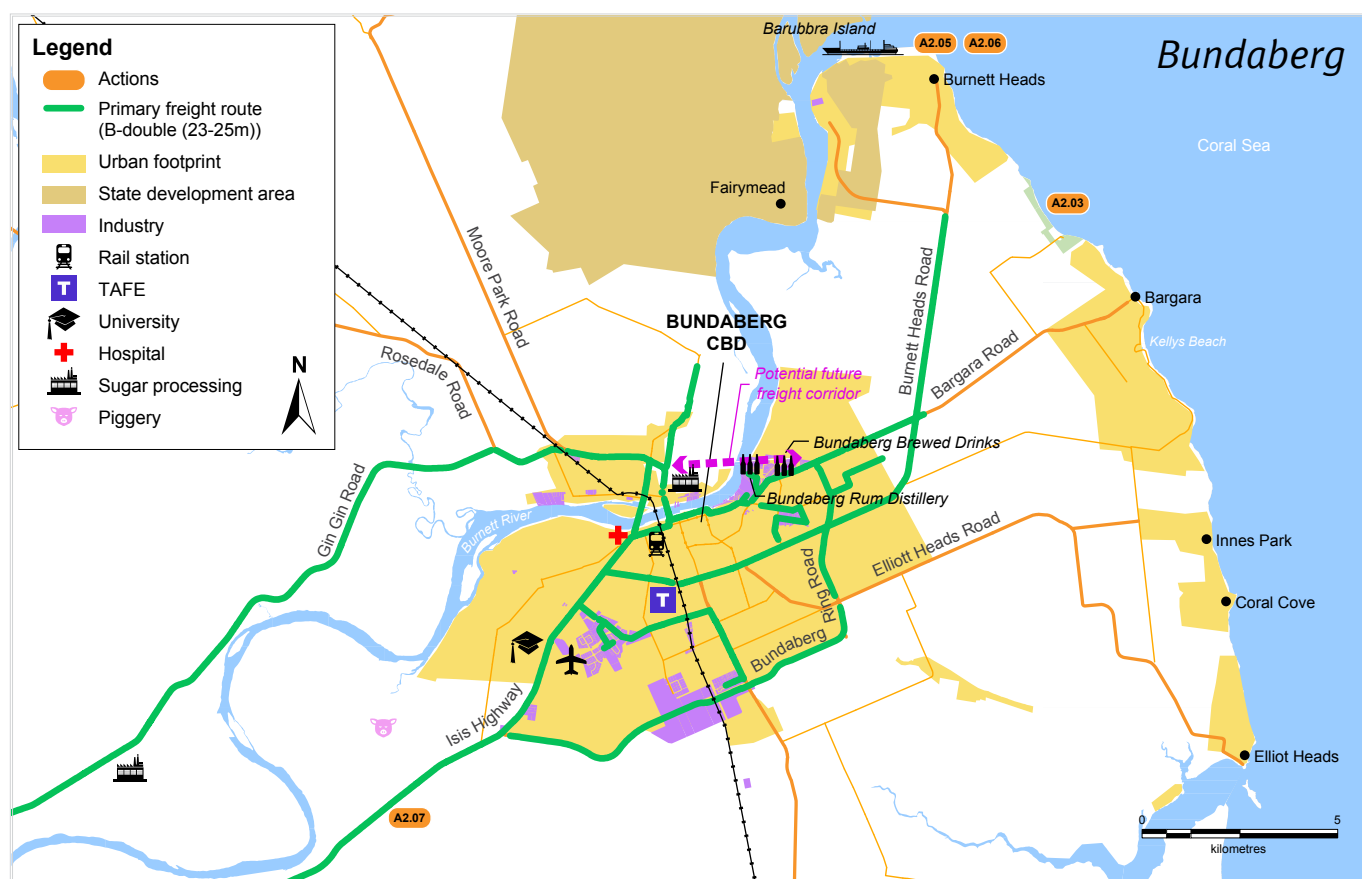 Legend
Actions
Primary freight route
(B-double (23-25m))
Urban footprint
State development area
Industry
Rail station
T
TAFE
University
Hospital
Sugar processing
Piggery
N
Bundaberg
Barubbra Island
A2.05
A2.06
Burnett Heads
Coral Sea
Fairymead
A2.03
Moore Park Road
Burnett Heads Road
Bargara
Kellys Beach
BUNDABERG
CBD
Rosedale Road
Bargara Road
Potential future
freight corridor
Bundaberg Brewed Drinks
Gin Gin Road
Bundaberg Rum Distillery
Burnett River
Elliott Heads Road
Innes Park
T
Coral Cove
Bundaberg
Ring Road
Isis Highway
Elliot Heads
A2.07
0
5
kilometres